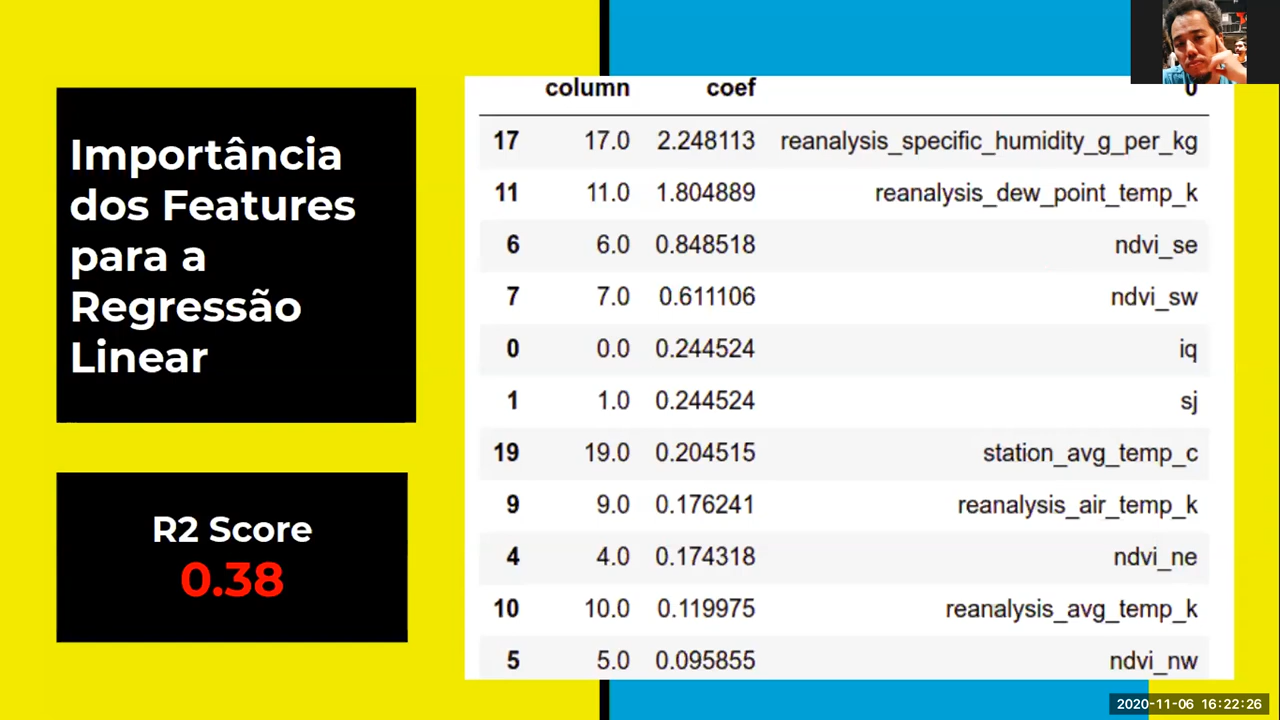 Importância
dos Features
para a
Regressão
Linear
R2 Score
0.38
column coef 0
17 17.0 2.248113 reanalysis_specific_humidity_g_per_kg
11 11.0 1.804889 reanalysis_dew_point_temp_k
6 6.0 0.848518 ndvi_se
7 7.0 0.611106 ndvi_sw
0 0.0 0.244524 iq
1 1.0 0.244524 sj
19 19.0 0.204515 station_avg_temp_c
9 9.0 0.176241 reanalysis_air_temp_k
4 4.0 0.174318 ndvi_ne
10 10.0 0.119975 reanalysis_avg_temp_k
5 5.0 0.095855 ndvi_nw
2020-11-06 16:22:26